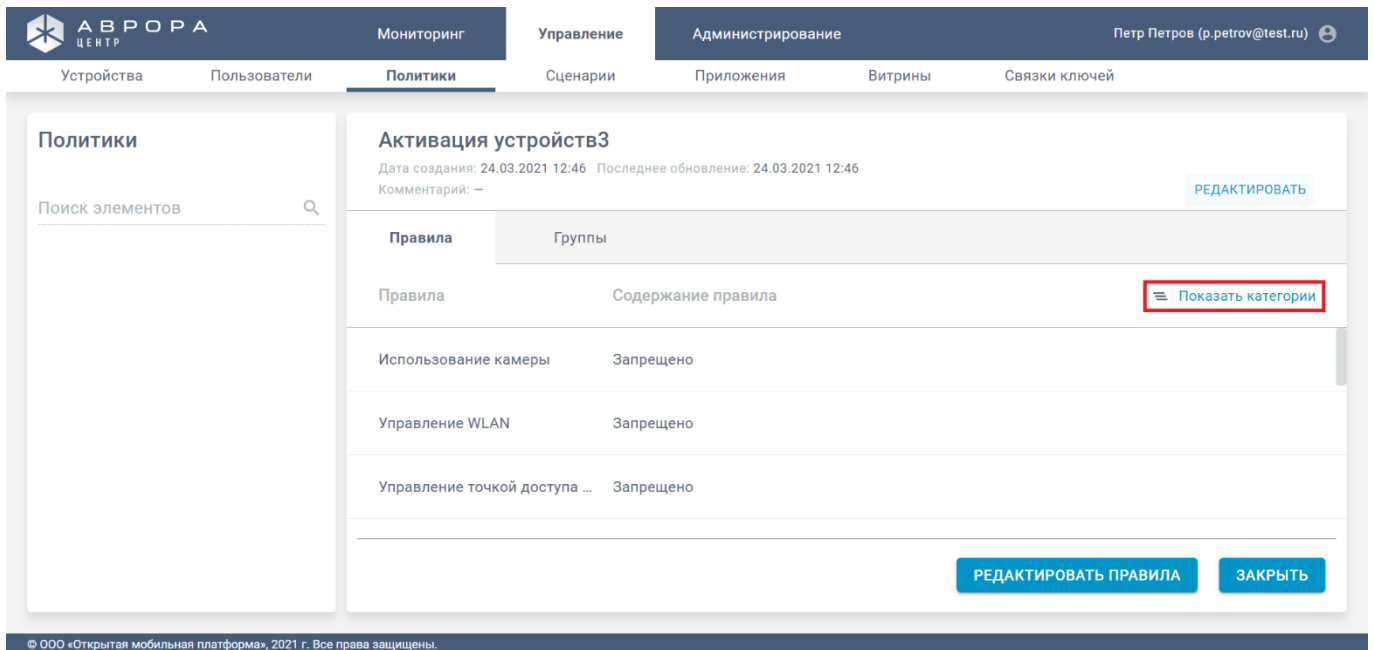 АВРОРА
ЦЕНТР
Мониторинг Управление Администрирование Петр Петров (p.petrov@test.ru)
Устройства Пользователи Политики Сценарии Приложения Витрины Связки ключей
Политики
Поиск элементов
Активация устройств3
Дата создания: 24.03.2021 12:46 Последнее обновление: 24.03.2021 12:46
Комментарий: —
РЕДАКТИРОВАТЬ
Правила Группы
Правила Содержание правила Показать категории
Использование камеры Запрещено
Управление WLAN Запрещено
Управление точкой доступа ... Запрещено
РЕДАКТИРОВАТЬ ПРАВИЛА ЗАКРЫТЬ
© ООО «Открытая мобильная платформа», 2021 г. Все права защищены.